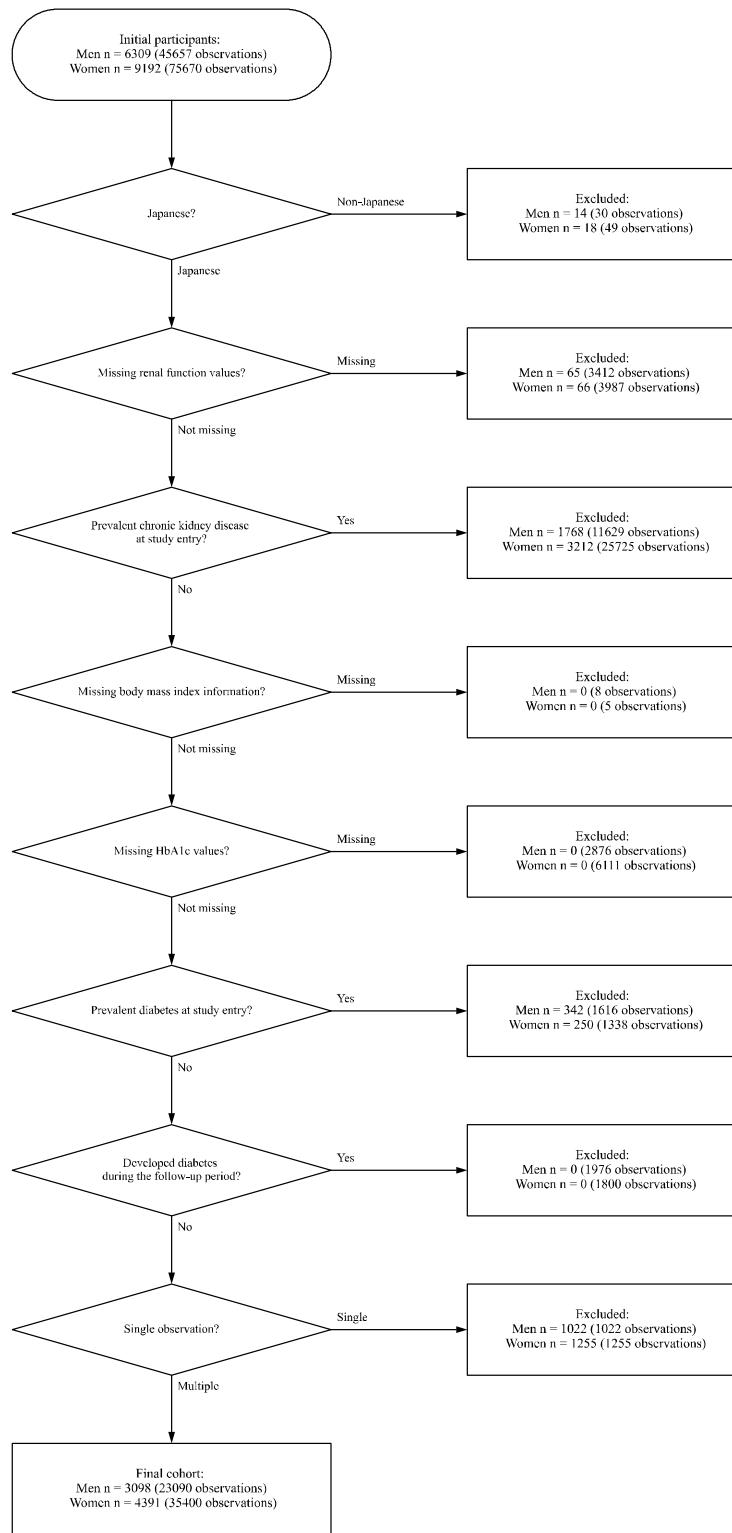 Initial participants:
Men n = 6309 (45657 observations)
Women n = 9192 (75670 observations)
Japanese?
Non-Japanese
Excluded:
Men n = 14 (30 observations)
Women n = 18 (49 observations)
Japanese
Missing renal function values?
Missing
Excluded:
Men n = 65 (3412 observations)
Women n = 66 (3987 observations)
Not missing
Prevalent chronic kidney disease
at study entry?
Yes
Excluded:
Men n = 1768 (11629 observations)
Women n = 3212 (25725 observations)
No
Missing body mass index information?
Missing
Excluded:
Men n = 0 (8 observations)
Women n = 0 (5 observations)
Not missing
Missing HbA1c values?
Missing
Excluded:
Men n = 0 (2876 observations)
Women n = 0 (6111 observations)
Not missing
Prevalent diabetes at study entry?
Yes
Excluded:
Men n = 342 (1616 observations)
Women n = 250 (1338 observations)
No
Developed diabetes
during the follow-up period?
Yes
Excluded:
Men n = 0 (1976 observations)
Women n = 0 (1800 observations)
No
Single observation?
Single
Excluded:
Men n = 1022 (1022 observations)
Women n = 1255 (1255 observations)
Multiple
Final cohort:
Men n = 3098 (23090 observations)
Women n = 4391 (35400 observations)